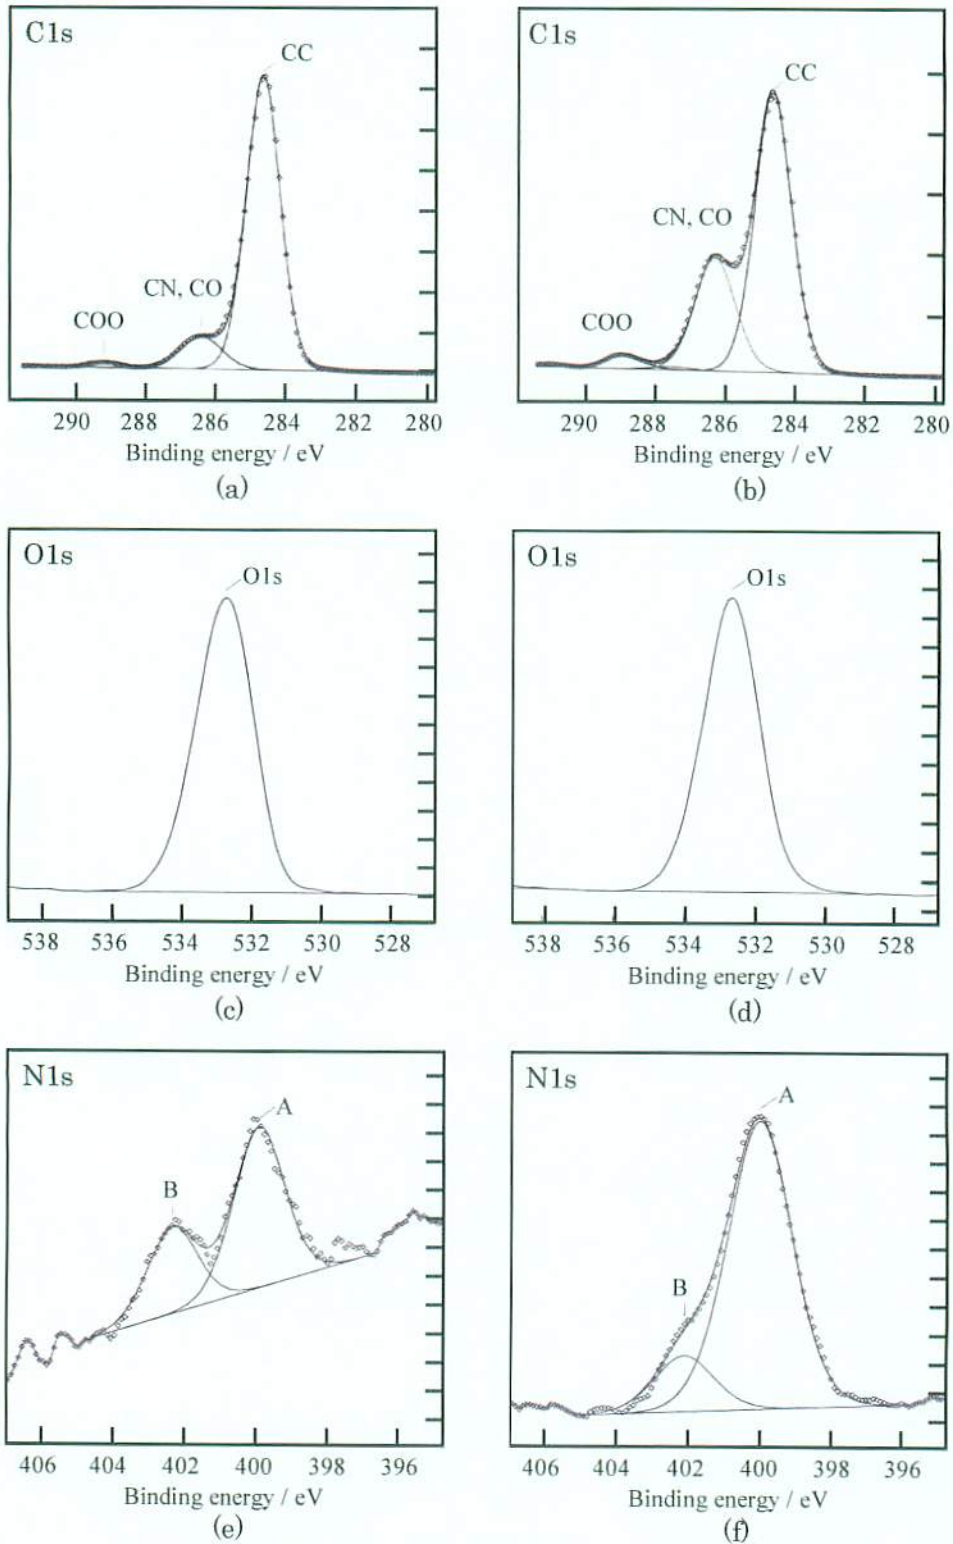 C1s
CC
CN, CO
COO
290 288 286 284 282 280
Binding energy / eV
(a)
C1s
CC
CN, CO
COO
290 288 286 284 282 280
Binding energy / eV
(b)
O1s
O1s
538 536 534 532 530 528
Binding energy / eV
(c)
O1s
O1s
538 536 534 532 530 528
Binding energy / eV
(d)
N1s
A
B
406 404 402 400 398 396
Binding energy / eV
(e)
N1s
A
B
406 404 402 400 398 396
Binding energy / eV
(f)